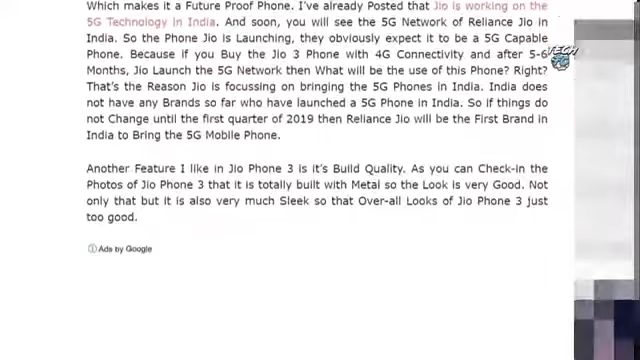 Which makes it a Future Proof Phone. I've already Posted that Jio is working on the
5G Technology in India. And soon, you will see the 5G Network of Reliance Jio in
India. So the Phone Jio is Launching, they obviously expect it to be a 5G Capable
Phone. Because if you Buy the Jio 3 Phone with 4G Connectivity and after 5-6
Months, Jio Launch the 5G Network then What will be the use of this Phone? Right?
That's the Reason Jio is focussing on bringing the 5G Phones in India. India does
not have any Brands so far who have launched a 5G Phone in India. So if things do
not Change until the first quarter of 2019 then Reliance Jio will be the First Brand in
India to Bring the 5G Mobile Phone.
Another Feature I like in Jio Phone 3 is it's Build Quality. As you can Check-in the
Photos of Jio Phone 3 that it is totally built with Metal so the Look is very Good. Not
only that but it is also very much Sleek so that Over-all Looks of Jio Phone 3 just
too good.
Ads by Google